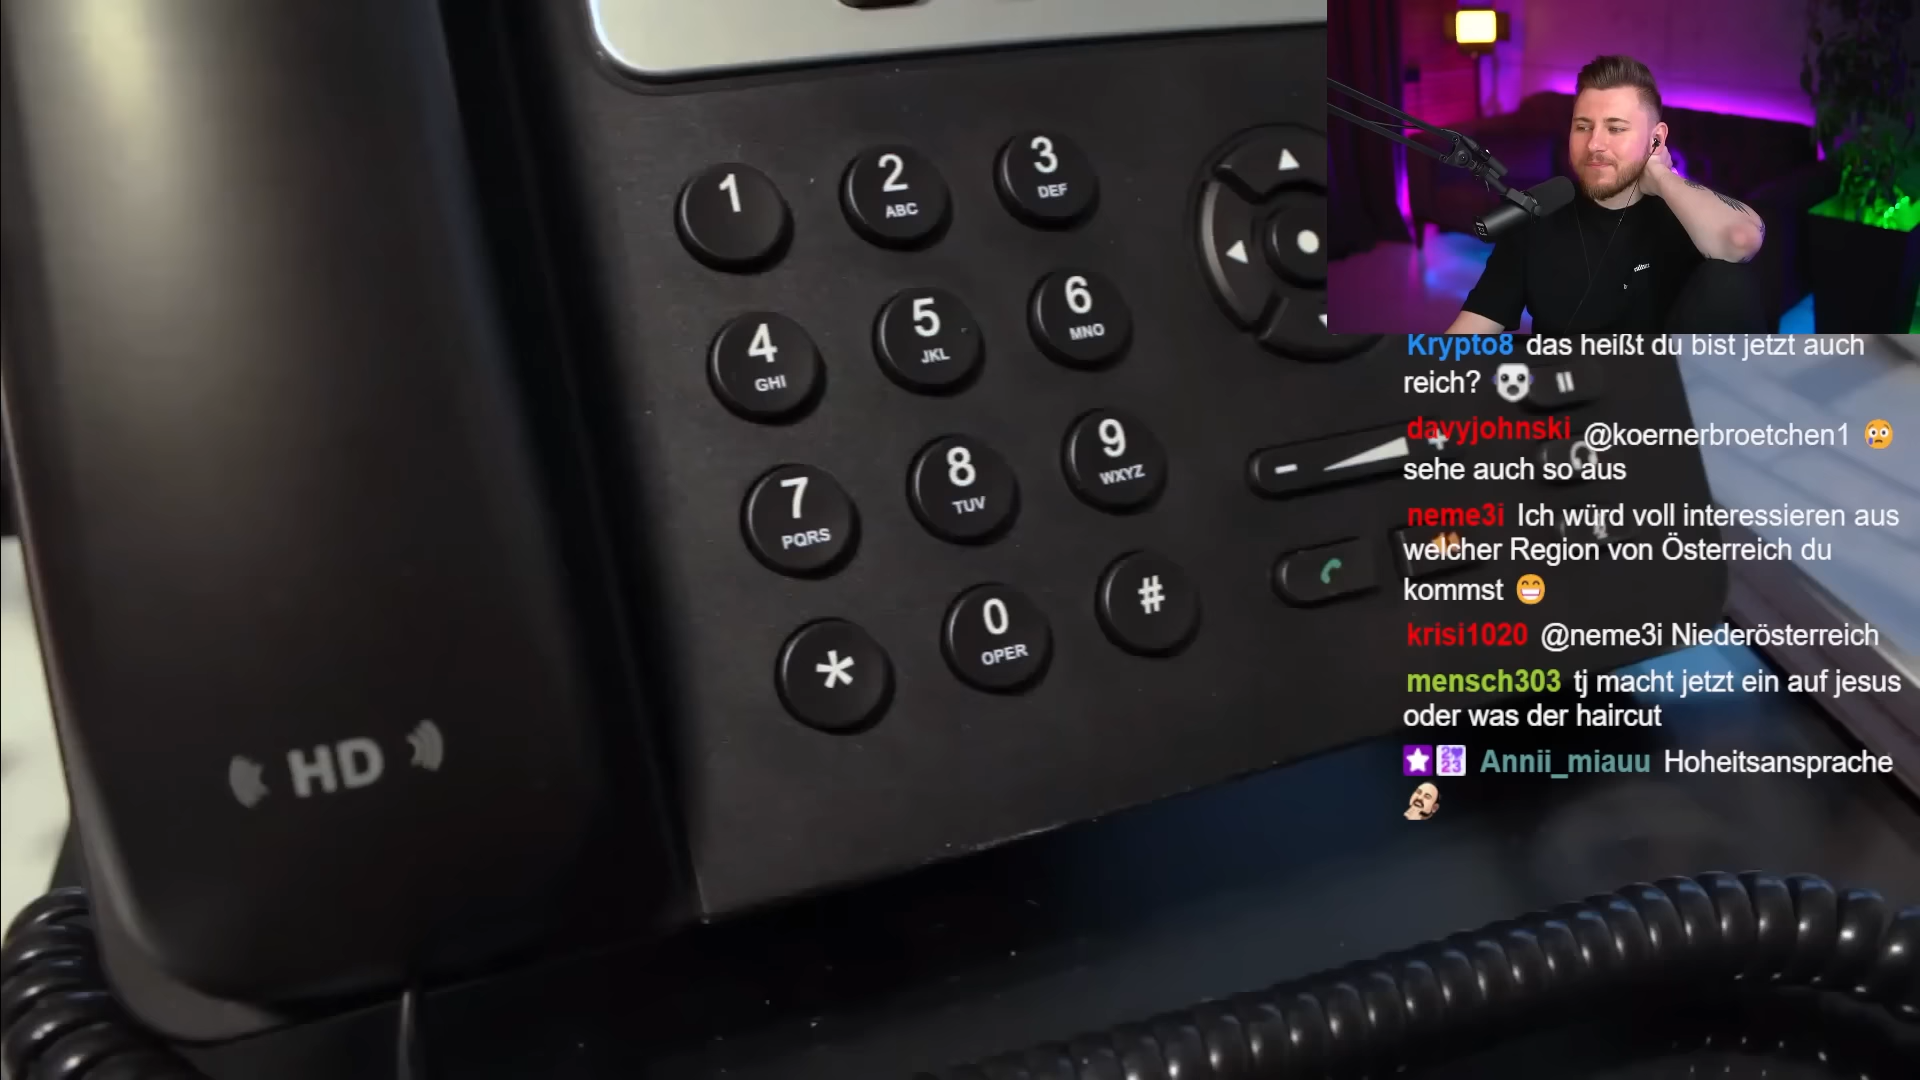 1
2
ABC
3
DEF
4
GHI
5
JKL
6
MNO
7
PQRS
8
TUV
9
WXYZ
*
0
OPER
#
HD
Krypto8 das heißt du bist jetzt auch
reich?
davyjohnski @koernerbroetchen1
sehe auch so aus
neme3i Ich würd voll interessieren aus
welcher Region von Österreich du
kommst
krisi1020 @neme3i Niederösterreich
mensch303 tj macht jetzt ein auf jesus
oder was der haircut
Annii_miauu Hoheitsansprache